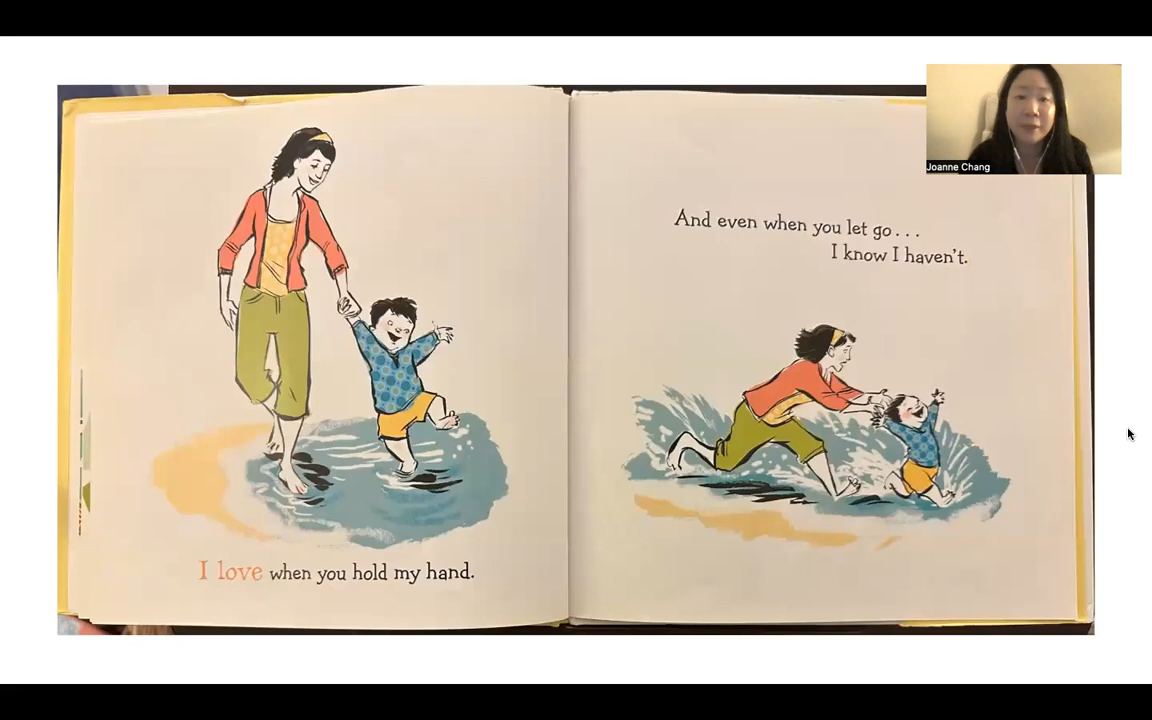 I love when you hold my hand.
And even when you let go...
I know I haven't.
Joanne Chang